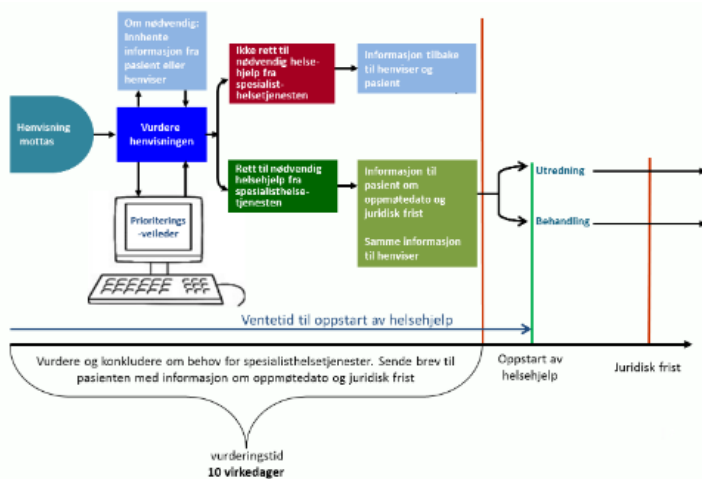 Om nødvendig:
Innhente
informasjon fra
pasient eller
henviser
Ikke rett til
nødvendig helse-
hjelp fra
spesialist-
helsetjenesten
Informasjon tilbake
til henviser og
pasient
Henvisning
mottas
Vurdere
henvisningen
Rett til nødvendig
helsehjelp fra
spesialisthelse-
tjenesten
Informasjon til
pasient om
oppmøtedato og
juridisk frist
Samme informasjon
til henviser
Utredning
Behandling
Prioriterings
-veileder
Ventetid til oppstart av helsehjelp
Vurdere og konkludere om behov for spesialisthelsetjenester. Sende brev til
pasienten med informasjon om oppmøtedato og juridisk frist
Oppstart av
helsehjelp
Juridisk frist
vurderingstid
10 virkedager